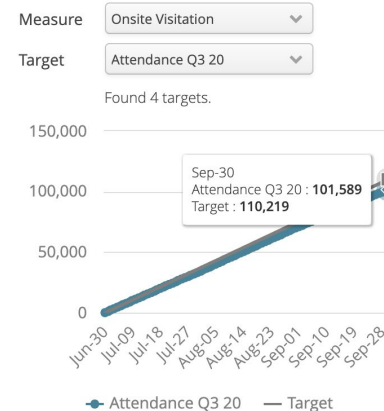 Measure Onsite Visitation
Target Attendance Q3 20
Found 4 targets.
150,000
Sep-30
Attendance Q3 20 : 101,589
Target : 110,219
100,000
50,000
0
Jun-30 Jul-09 Jul-18 Jul-27 Aug-05 Aug-14 Aug-23 Sep-01 Sep-10 Sep-19 Sep-28
Attendance Q3 20 Target